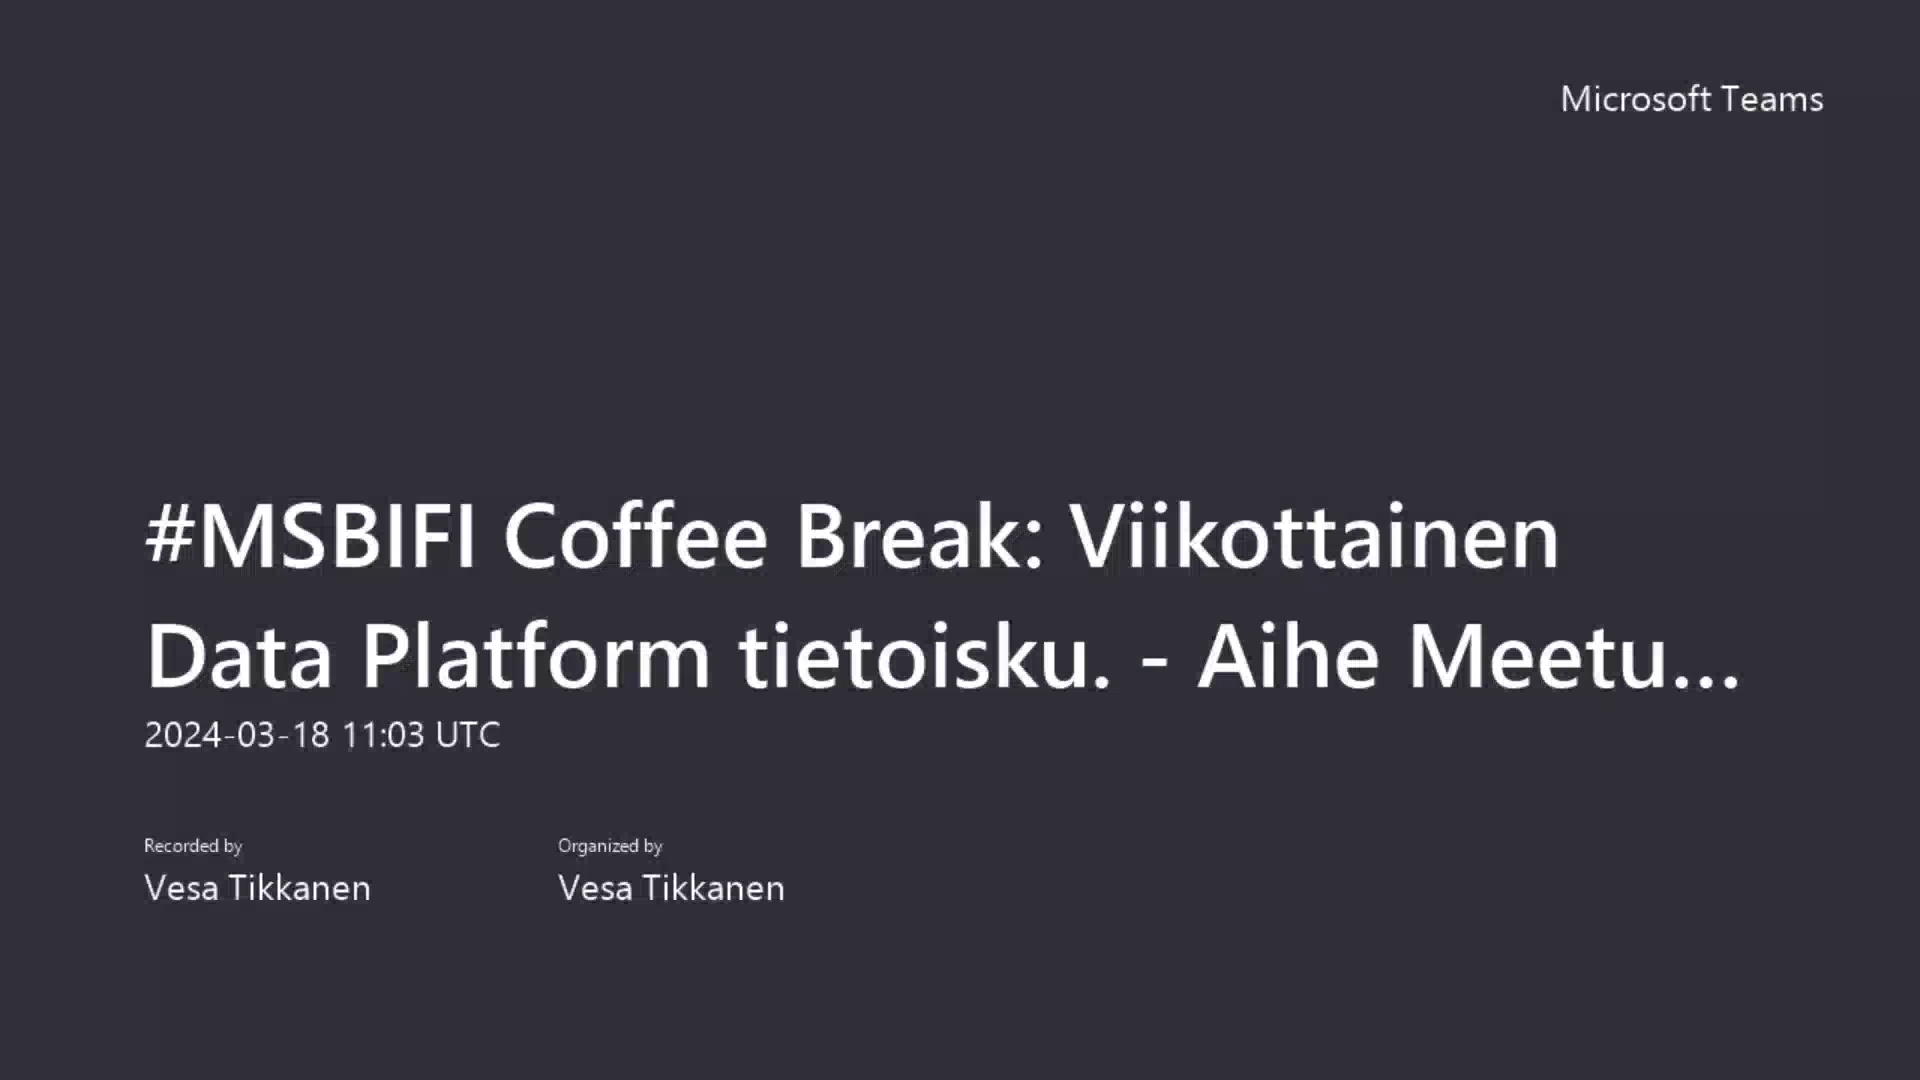 Microsoft Teams
#MSBIFI Coffee Break: Viikottainen
Data Platform tietoisku. - Aihe Meetu...
2024-03-18 11:03 UTC
Recorded by
Vesa Tikkanen
Organized by
Vesa Tikkanen